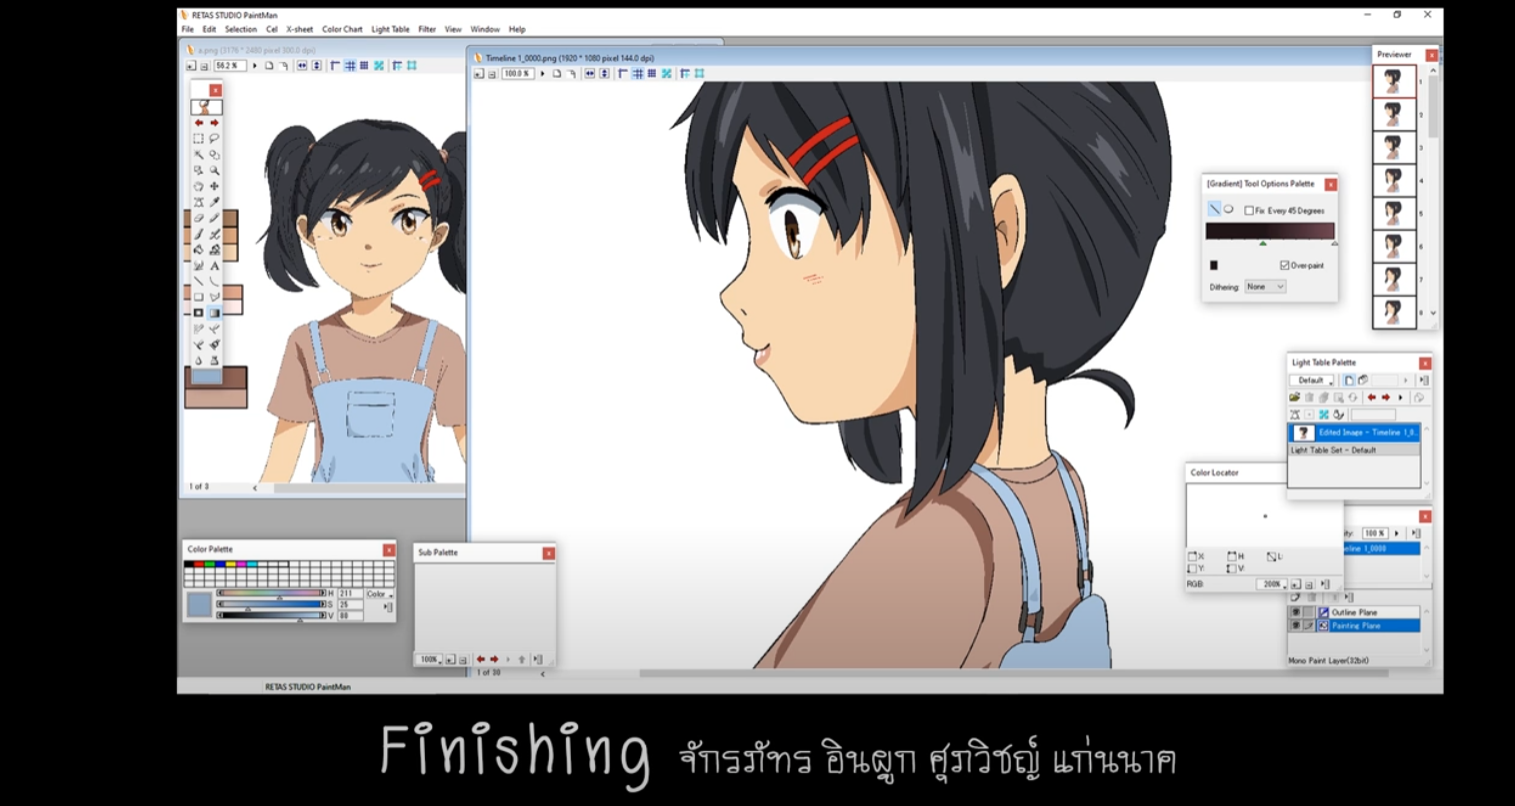 RETAS STUDIO PaintMan
File Edit Selection Cel X-sheet Color Chart Light Table Filter View Window Help
a.png (3176 * 2480 pixel 300.0 dpi)
56.2 %
Timeline 1_0000.png (1920 * 1080 pixel 144.0 dpi)
100.0 %
Previewer
1
2
3
4
5
6
7
8
[Gradient] Tool Options Palette
Fix Every 45 Degrees
Over-paint
Dithering: None
Light Table Palette
Default
Edited Image - Timeline 1_0
Light Table Set - Default
Color Locator
X:
H:
L:
Y:
V:
RGB:
200%
ity: 100 %
eline 1_0000
Outline Plane
Painting Plane
Mono Paint Layer(32bit)
1 of 3
Color Palette
H 211 Color
S 25
V 80
Sub Palette
100%
1 of 30
RETAS STUDIO PaintMan
Finishing จักรภัทร อินผูก ศุภวิชญ์ แก่นนาค